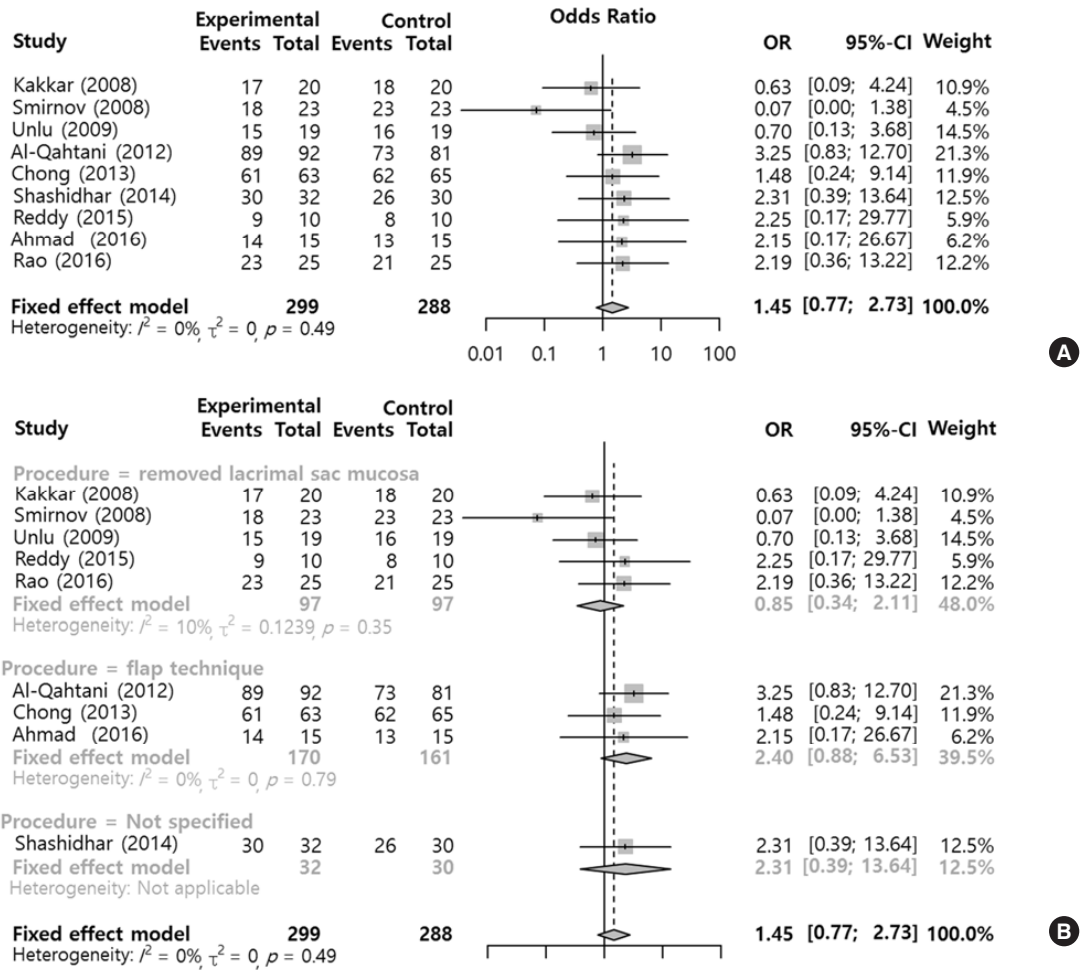 Experimental Control Odds Ratio
Study Events Total Events Total OR 95%-CI Weight
Kakkar (2008) 17 20 18 20 0.63 [0.09; 4.24] 10.9%
Smirnov (2008) 18 23 23 23 0.07 [0.00; 1.38] 4.5%
Unlu (2009) 15 19 16 19 0.70 [0.13; 3.68] 14.5%
Al-Qahtani (2012) 89 92 73 81 3.25 [0.83; 12.70] 21.3%
Chong (2013) 61 63 62 65 1.48 [0.24; 9.14] 11.9%
Shashidhar (2014) 30 32 26 30 2.31 [0.39; 13.64] 12.5%
Reddy (2015) 9 10 8 10 2.25 [0.17; 29.77] 5.9%
Ahmad (2016) 14 15 13 15 2.15 [0.17; 26.67] 6.2%
Rao (2016) 23 25 21 25 2.19 [0.36; 13.22] 12.2%
Fixed effect model 299 288 1.45 [0.77; 2.73] 100.0%
Heterogeneity: I² = 0%, τ² = 0, p = 0.49
0.01 0.1 1 10 100
A
Experimental Control
Study Events Total Events Total OR 95%-CI Weight
Procedure = removed lacrimal sac mucosa
Kakkar (2008) 17 20 18 20 0.63 [0.09; 4.24] 10.9%
Smirnov (2008) 18 23 23 23 0.07 [0.00; 1.38] 4.5%
Unlu (2009) 15 19 16 19 0.70 [0.13; 3.68] 14.5%
Reddy (2015) 9 10 8 10 2.25 [0.17; 29.77] 5.9%
Rao (2016) 23 25 21 25 2.19 [0.36; 13.22] 12.2%
Fixed effect model 97 97 0.85 [0.34; 2.11] 48.0%
Heterogeneity: I² = 10%, τ² = 0.1239, p = 0.35
Procedure = flap technique
Al-Qahtani (2012) 89 92 73 81 3.25 [0.83; 12.70] 21.3%
Chong (2013) 61 63 62 65 1.48 [0.24; 9.14] 11.9%
Ahmad (2016) 14 15 13 15 2.15 [0.17; 26.67] 6.2%
Fixed effect model 170 161 2.40 [0.88; 6.53] 39.5%
Heterogeneity: I² = 0%, τ² = 0, p = 0.79
Procedure = Not specified
Shashidhar (2014) 30 32 26 30 2.31 [0.39; 13.64] 12.5%
Fixed effect model 32 30 2.31 [0.39; 13.64] 12.5%
Heterogeneity: Not applicable
Fixed effect model 299 288 1.45 [0.77; 2.73] 100.0%
Heterogeneity: I² = 0%, τ² = 0, p = 0.49
B